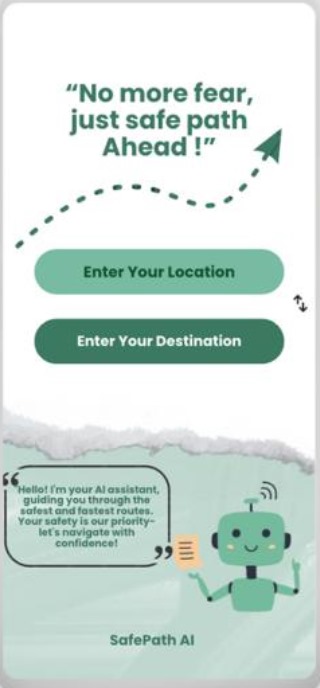 “No more fear,
just safe path
Ahead !”
Enter Your Location
Enter Your Destination
Hello! I'm your AI assistant,
guiding you through the
safest and fastest routes.
Your safety is our priority-
let's navigate with
confidence!
SafePath AI